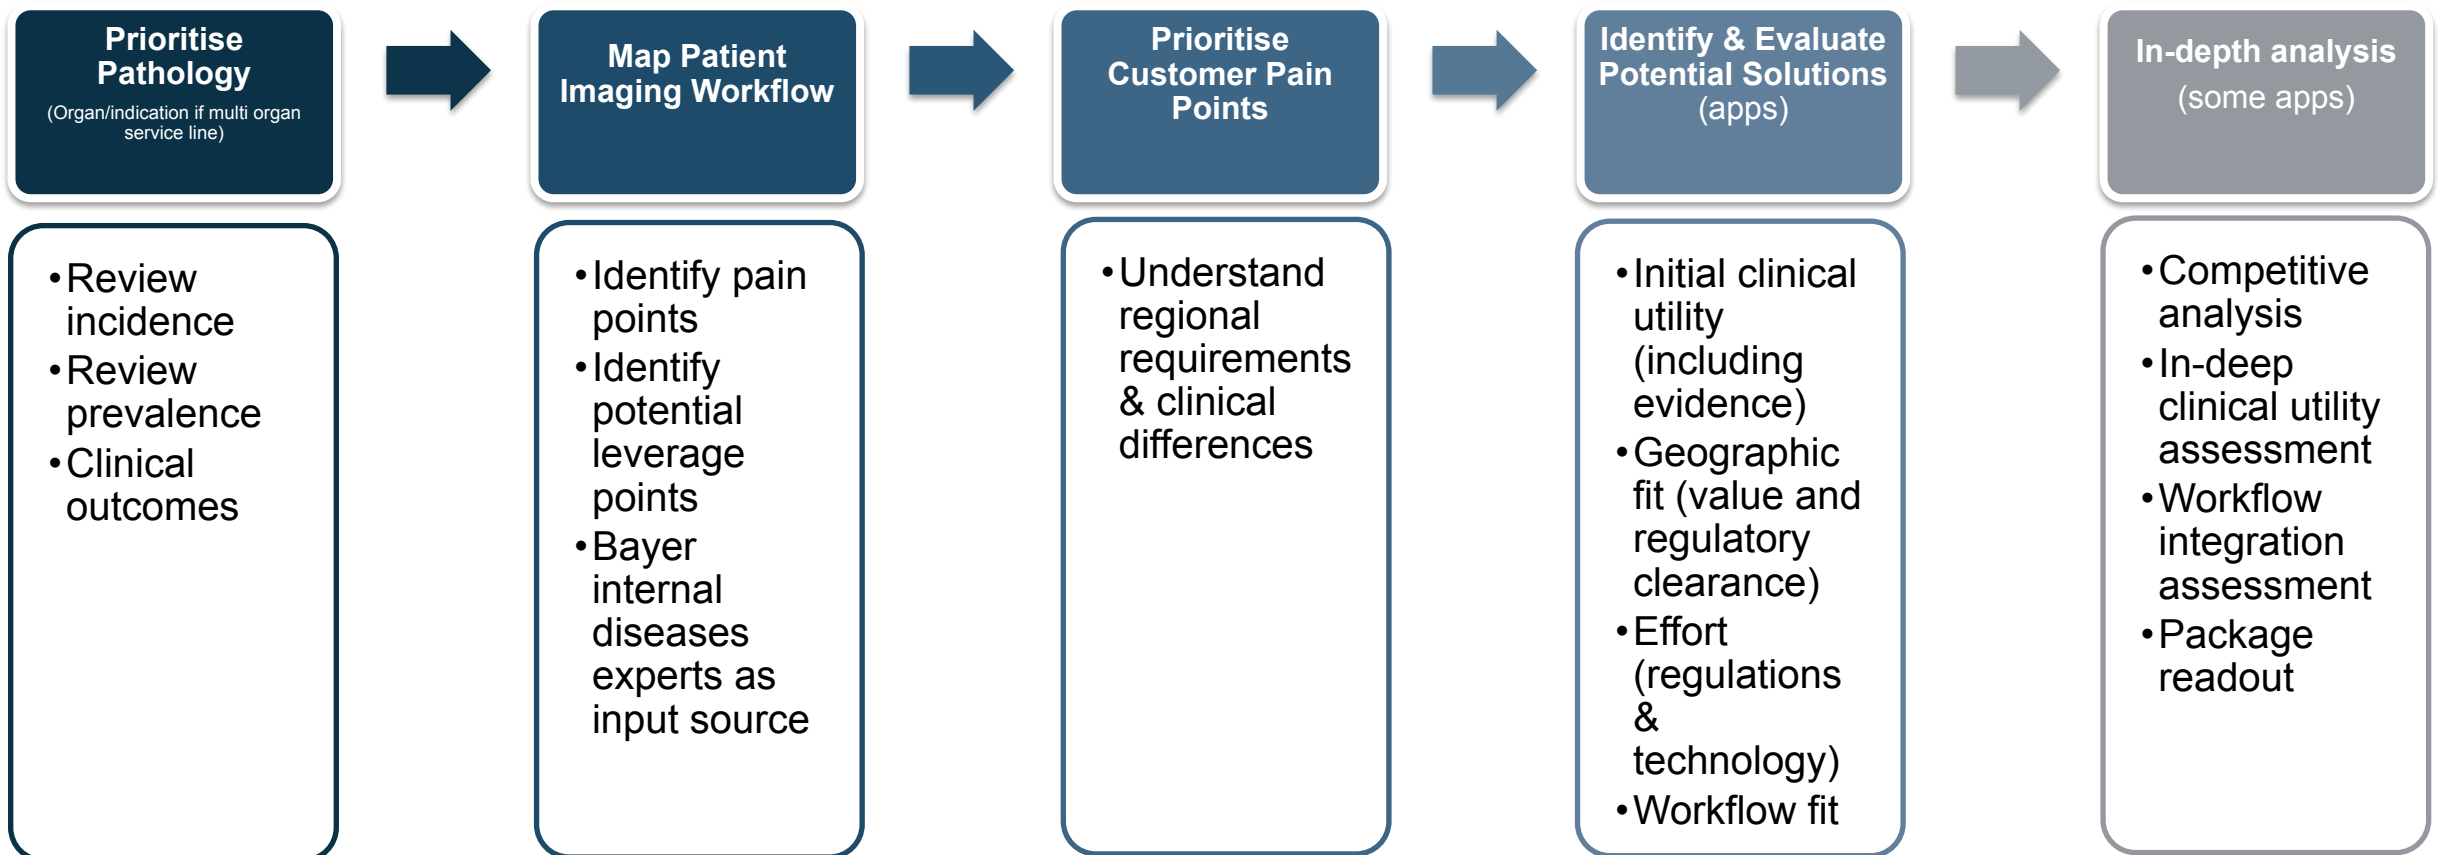 Prioritise
Pathology
(Organ/indication if multi organ
service line)
Map Patient
Imaging Workflow
Prioritise
Customer Pain
Points
Identify & Evaluate
Potential Solutions
(apps)
In-depth analysis
(some apps)
•Review
incidence
•Review
prevalence
•Clinical
outcomes
•Identify pain
points
•Identify
potential
leverage
points
•Bayer
internal
diseases
experts as
input source
•Understand
regional
requirements
& clinical
differences
•Initial clinical
utility
(including
evidence)
•Geographic
fit (value and
regulatory
clearance)
•Effort
(regulations
&
technology)
•Workflow fit
•Competitive
analysis
•In-deep
clinical utility
assessment
•Workflow
integration
assessment
•Package
readout